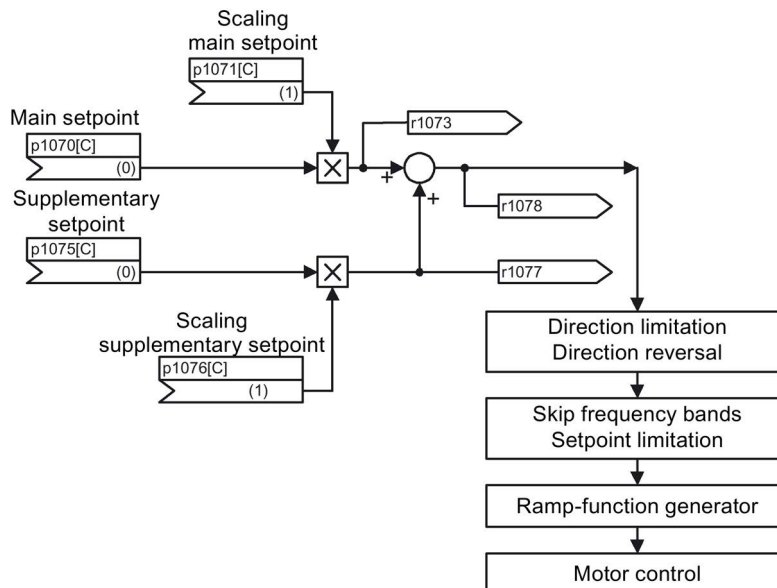 Scaling
main setpoint
p1071[C]
(1)
Main setpoint
p1070[C]
(0)
r1073
+
+
Supplementary
setpoint
p1075[C]
(0)
r1078
r1077
Scaling
supplementary setpoint
p1076[C]
(1)
Direction limitation
Direction reversal
Skip frequency bands
Setpoint limitation
Ramp-function generator
Motor control